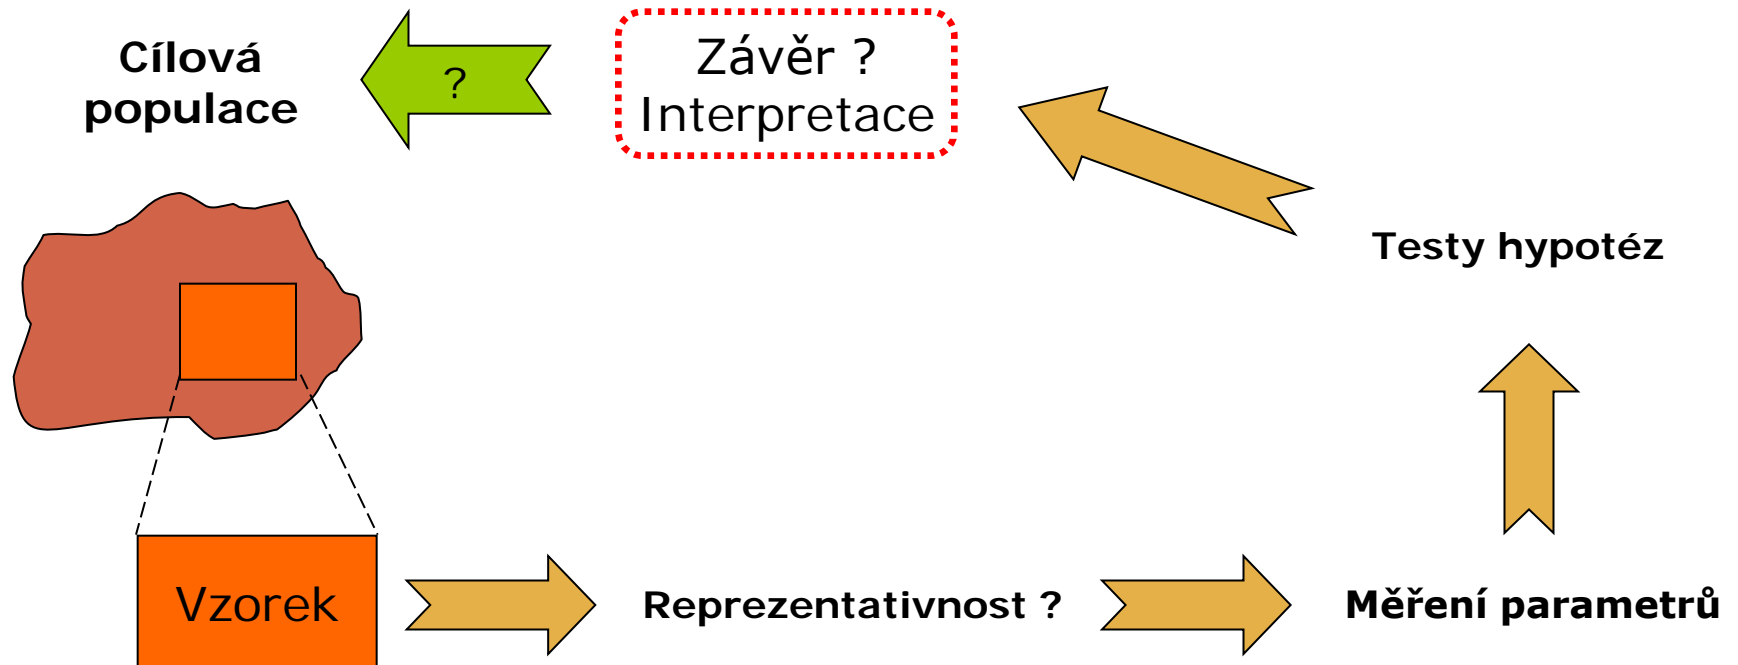 Cílová
populace
?
Závěr ?
Interpretace
Testy hypotéz
Vzorek
Reprezentativnost ?
Měření parametrů